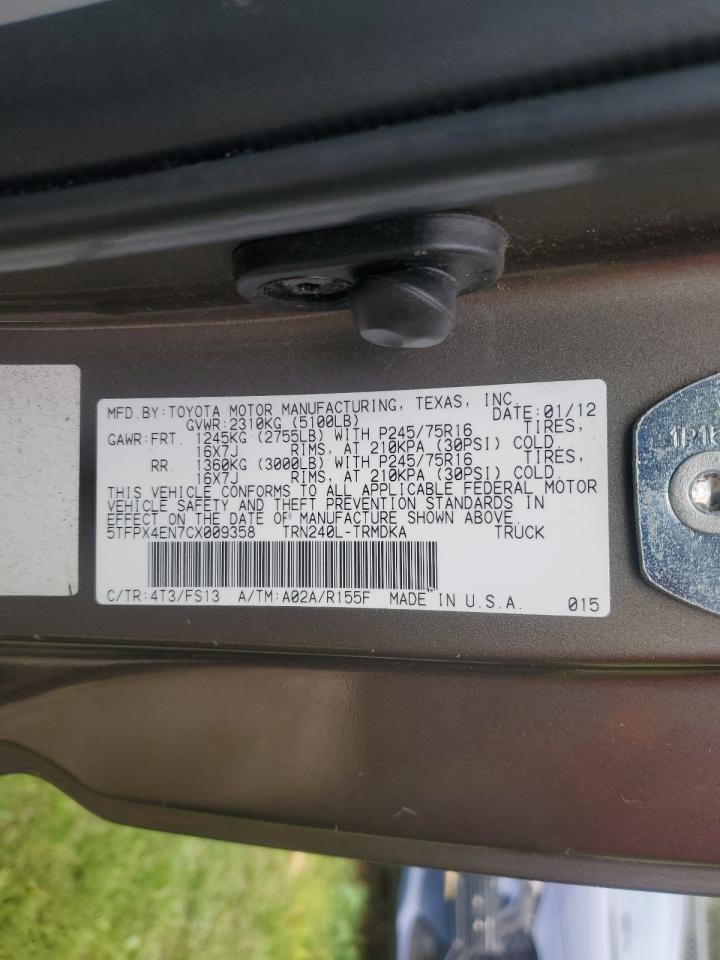 MFD. BY: TOYOTA MOTOR MANUFACTURING, TEXAS, INC.
GVWR: 2310KG (5100LB) DATE: 01/12
GAWR: FRT. 1245KG (2755LB) WITH P245/75R16 TIRES,
16X7J RIMS, AT 210KPA (30PSI) COLD.
RR. 1360KG (3000LB) WITH P245/75R16 TIRES,
16X7J RIMS, AT 210KPA (30PSI) COLD.
THIS VEHICLE CONFORMS TO ALL APPLICABLE FEDERAL MOTOR
VEHICLE SAFETY AND THEFT PREVENTION STANDARDS IN
EFFECT ON THE DATE OF MANUFACTURE SHOWN ABOVE.
5TFPX4EN7CX009358 TRN240L-TRMDKA TRUCK
C/TR: 4T3/FS13 A/TM: A02A/R155F MADE IN U.S.A. 015